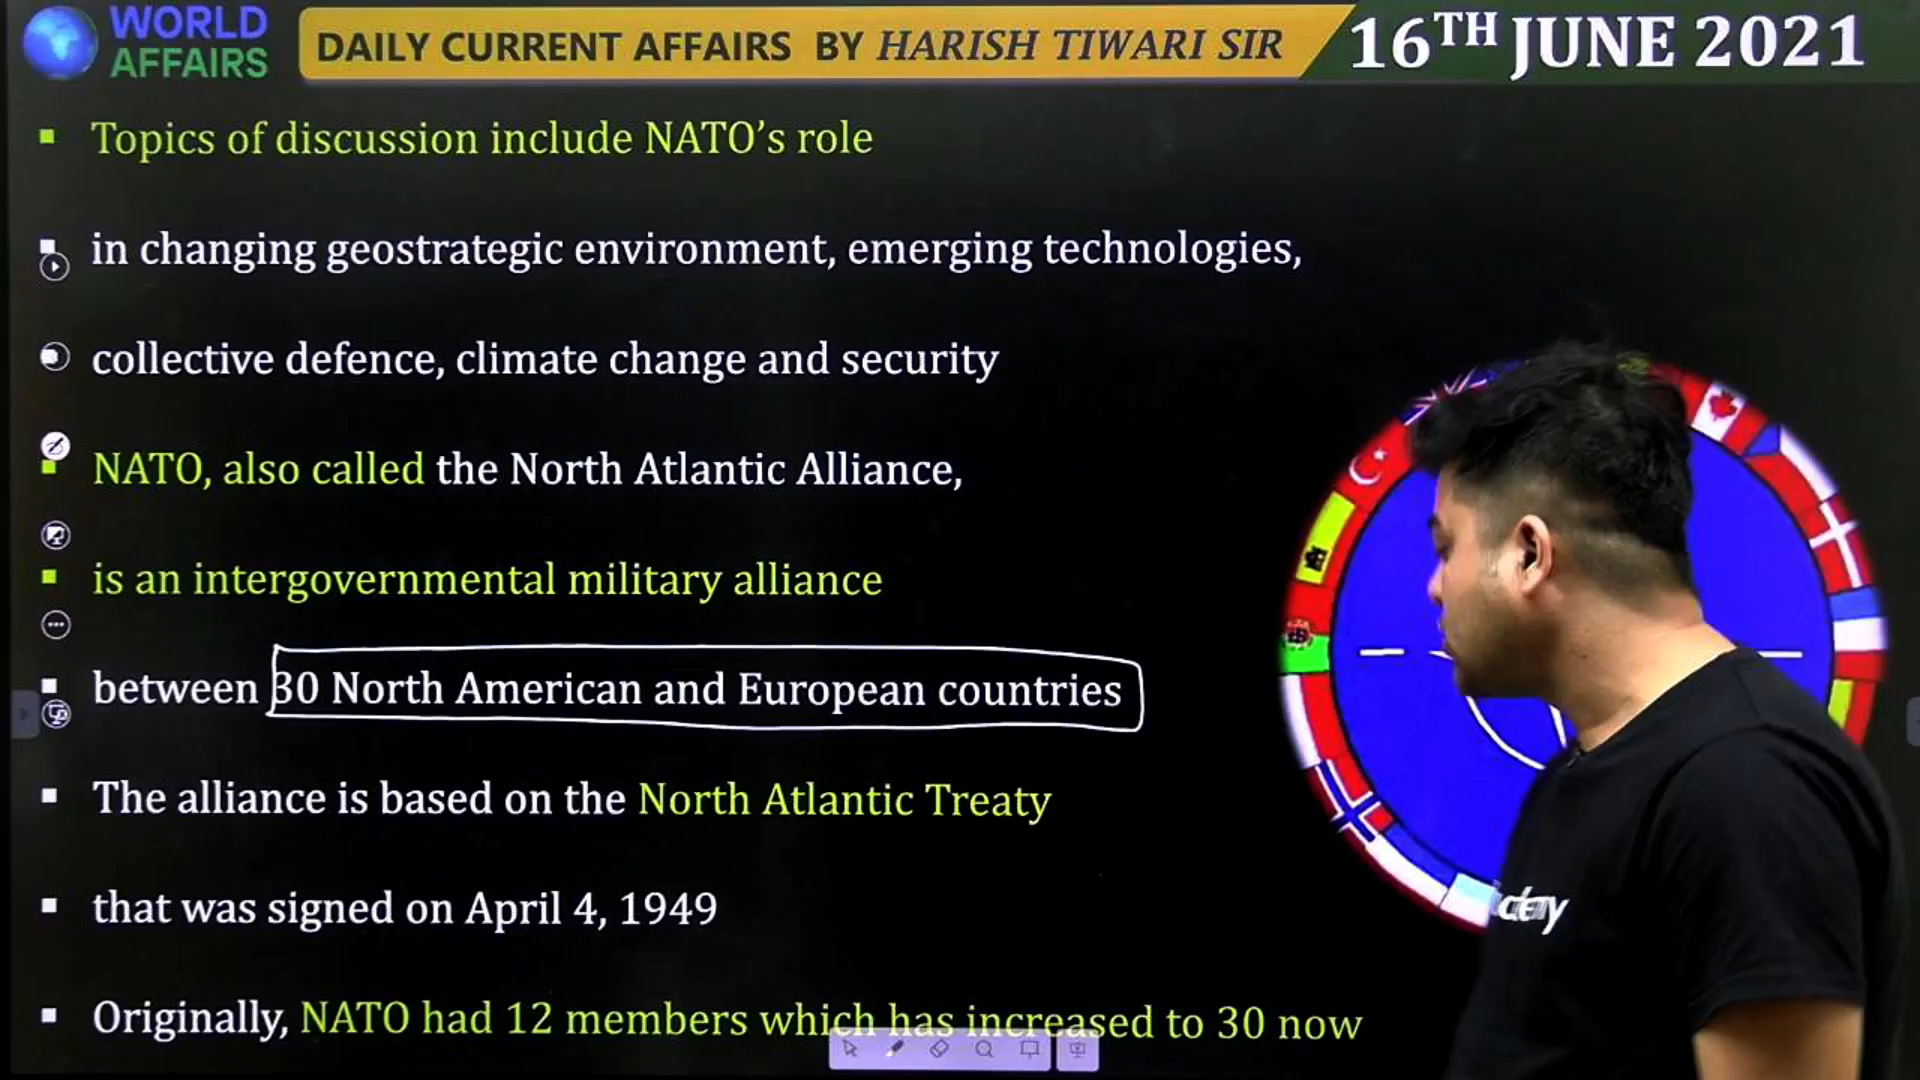 WORLD
AFFAIRS
DAILY CURRENT AFFAIRS BY HARISH TIWARI SIR
16TH JUNE 2021
Topics of discussion include NATO’s role
in changing geostrategic environment, emerging technologies,
collective defence, climate change and security
NATO, also called the North Atlantic Alliance,
is an intergovernmental military alliance
between 30 North American and European countries
The alliance is based on the North Atlantic Treaty
that was signed on April 4, 1949
Originally, NATO had 12 members which has increased to 30 now